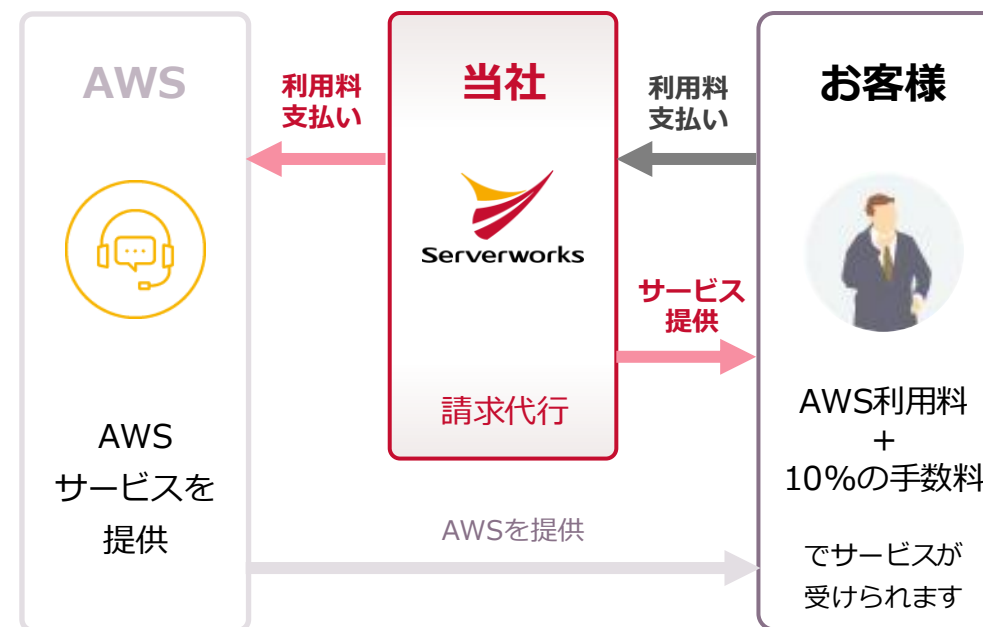 AWS
AWS
サービスを
提供
利用料
支払い
当社
Serverworks
請求代行
利用料
支払い
サービス
提供
お客様
AWS利用料
+
10%の手数料
でサービスが
受けられます
AWSを提供